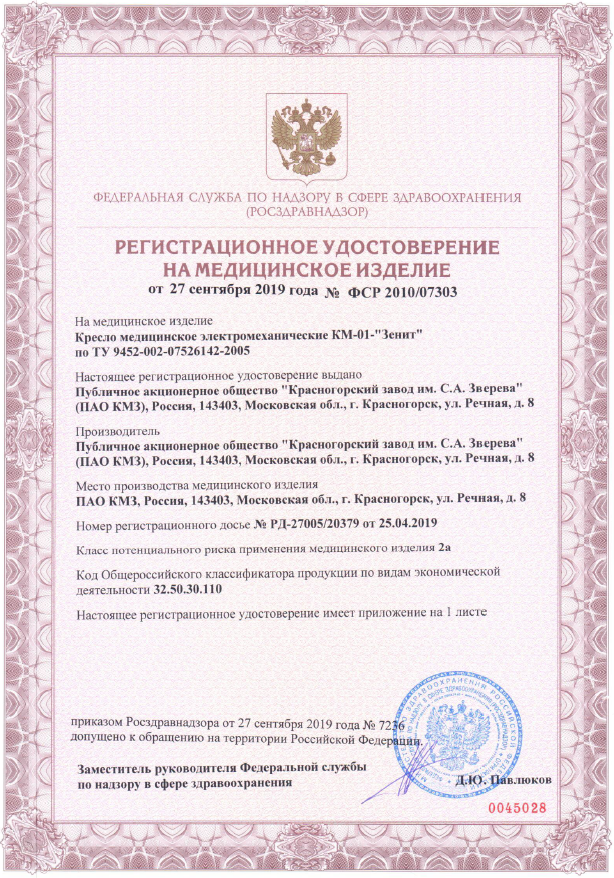 ФЕДЕРАЛЬНАЯ СЛУЖБА ПО НАДЗОРУ В СФЕРЕ ЗДРАВООХРАНЕНИЯ
(РОСЗДРАВНАДЗОР)
РЕГИСТРАЦИОННОЕ УДОСТОВЕРЕНИЕ
НА МЕДИЦИНСКОЕ ИЗДЕЛИЕ
от 27 сентября 2019 года № ФСР 2010/07303
На медицинское изделие
Кресло медицинское электромеханические КМ-01-"Зенит"
по ТУ 9452-002-07526142-2005
Настоящее регистрационное удостоверение выдано
Публичное акционерное общество "Красногорский завод им. С.А. Зверева"
(ПАО КМЗ), Россия, 143403, Московская обл., г. Красногорск, ул. Речная, д. 8
Производитель
Публичное акционерное общество "Красногорский завод им. С.А. Зверева"
(ПАО КМЗ), Россия, 143403, Московская обл., г. Красногорск, ул. Речная, д. 8
Место производства медицинского изделия
ПАО КМЗ, Россия, 143403, Московская обл., г. Красногорск, ул. Речная, д. 8
Номер регистрационного досье № РД-27005/20379 от 25.04.2019
Класс потенциального риска применения медицинского изделия 2а
Код Общероссийского классификатора продукции по видам экономической
деятельности 32.50.30.110
Настоящее регистрационное удостоверение имеет приложение на 1 листе
приказом Росздравнадзора от 27 сентября 2019 года № 7236
допущено к обращению на территории Российской Федерации.
Заместитель руководителя Федеральной службы
по надзору в сфере здравоохранения
Д.Ю. Павлюков
0045028